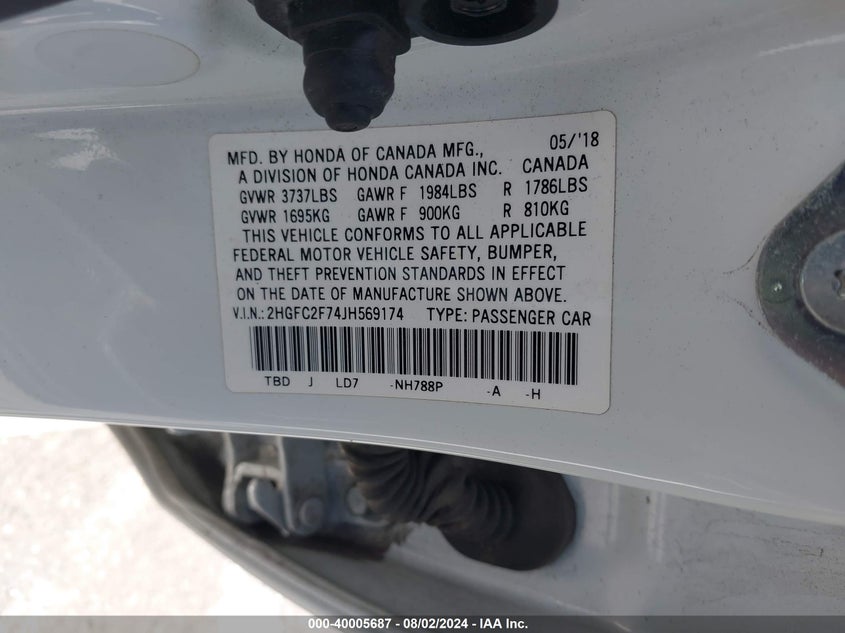 MFD. BY HONDA OF CANADA MFG., 05/'18
A DIVISION OF HONDA CANADA INC. CANADA
GVWR 3737LBS GAWR F 1984LBS R 1786LBS
GVWR 1695KG GAWR F 900KG R 810KG
THIS VEHICLE CONFORMS TO ALL APPLICABLE
FEDERAL MOTOR VEHICLE SAFETY, BUMPER,
AND THEFT PREVENTION STANDARDS IN EFFECT
ON THE DATE OF MANUFACTURE SHOWN ABOVE.
V.I.N.: 2HGFC2F74JH569174 TYPE: PASSENGER CAR
TBD J LD7 -NH788P -A -H
000-40005687 - 08/02/2024 - IAA Inc.